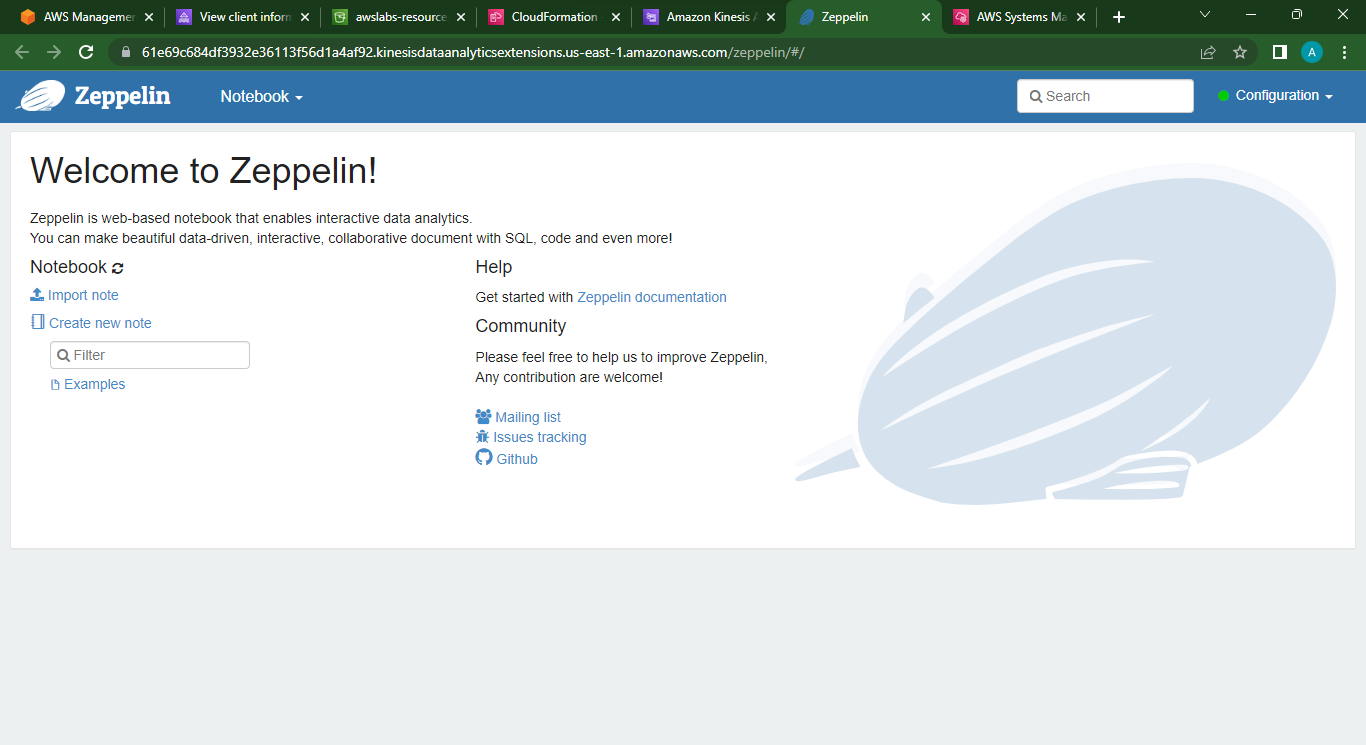 AWS Managemen
View client inform
awslabs-resource
CloudFormation
Amazon Kinesis A
Zeppelin
AWS Systems Ma
61e69c684df3932e36113f56d1a4af92.kinesisdataanalyticsextensions.us-east-1.amazonaws.com/zeppelin/#/
A
Zeppelin
Notebook
Search
Configuration
Welcome to Zeppelin!
Zeppelin is web-based notebook that enables interactive data analytics.
You can make beautiful data-driven, interactive, collaborative document with SQL, code and even more!
Notebook
Import note
Create new note
Filter
Examples
Help
Get started with Zeppelin documentation
Community
Please feel free to help us to improve Zeppelin,
Any contribution are welcome!
Mailing list
Issues tracking
Github